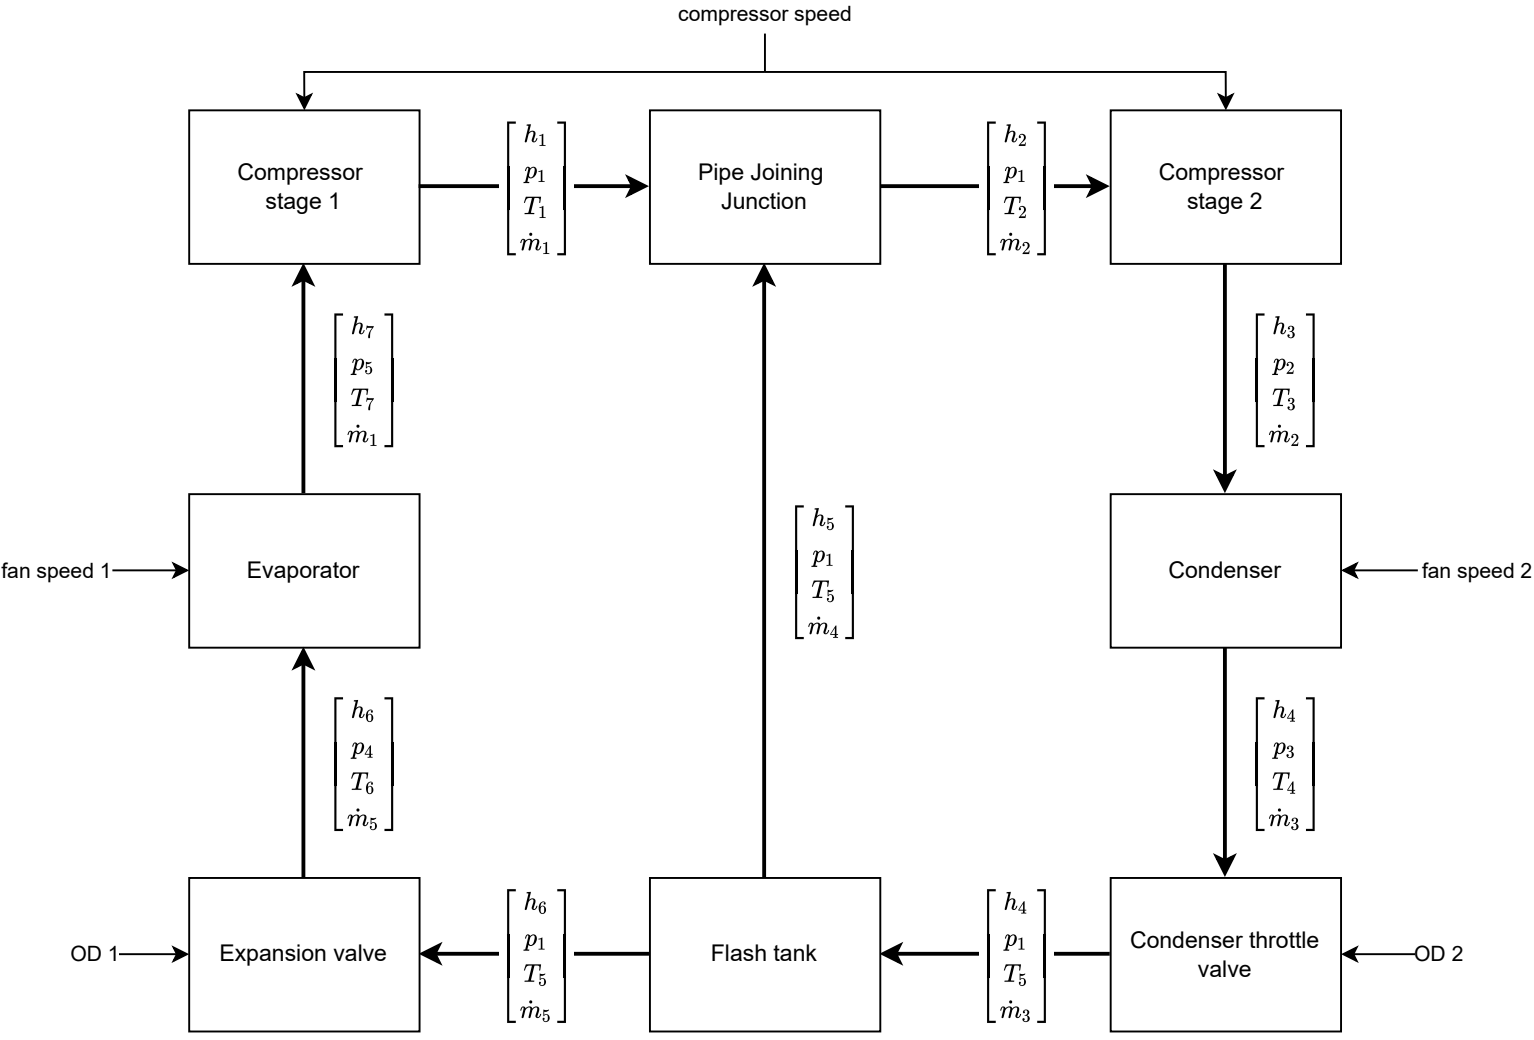 compressor speed
Compressor
stage 1
h₁
p₁
T₁
ṁ₁
Pipe Joining
Junction
h₂
p₁
T₂
ṁ₂
Compressor
stage 2
h₇
p₅
T₇
ṁ₁
h₃
p₂
T₃
ṁ₂
fan speed 1
Evaporator
h₅
p₁
T₅
ṁ₄
Condenser
fan speed 2
h₆
p₄
T₆
ṁ₅
h₄
p₃
T₄
ṁ₃
OD 1
Expansion valve
h₆
p₁
T₅
ṁ₅
Flash tank
h₄
p₁
T₅
ṁ₃
Condenser throttle
valve
OD 2